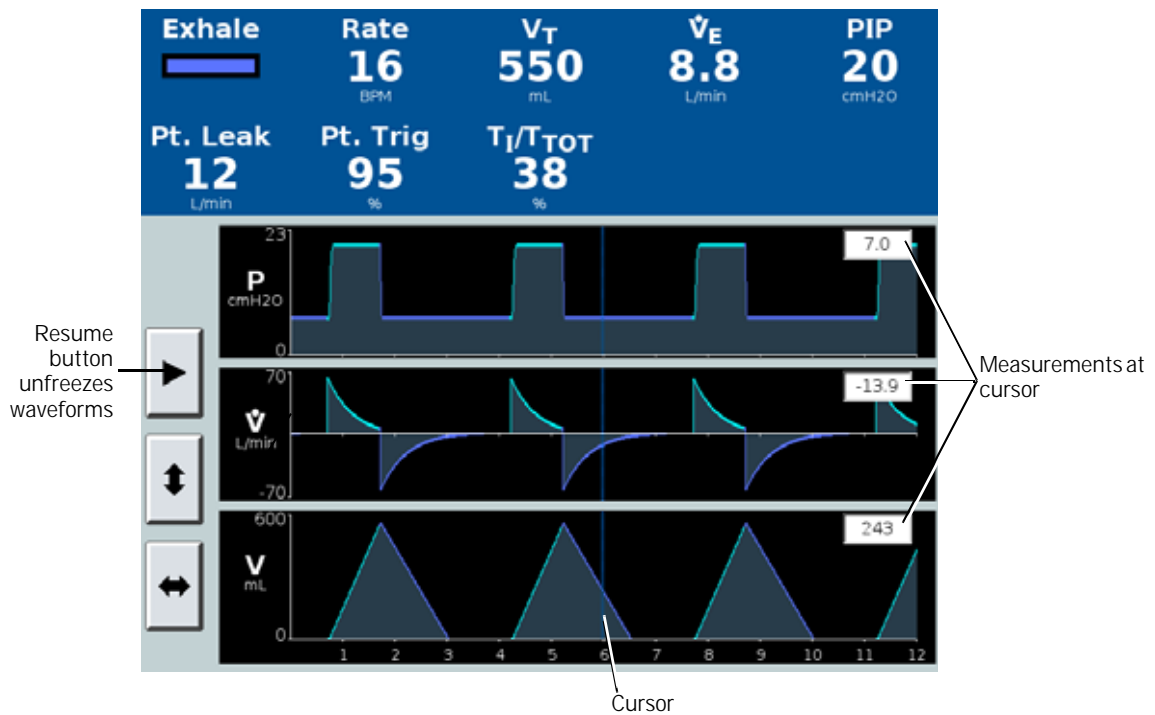 Exhale
Rate
16
BPM
VT
550
mL
V̇E
8.8
L/min
PIP
20
cmH2O
Pt. Leak
12
L/min
Pt. Trig
95
%
TI/TTOT
38
%
23
P
cmH2O
0
7.0
Resume
button
unfreezes
waveforms
70
V̇
L/min
-70
-13.9
Measurements at
cursor
600
V
mL
0
243
1 2 3 4 5 6 7 8 9 10 11 12
Cursor